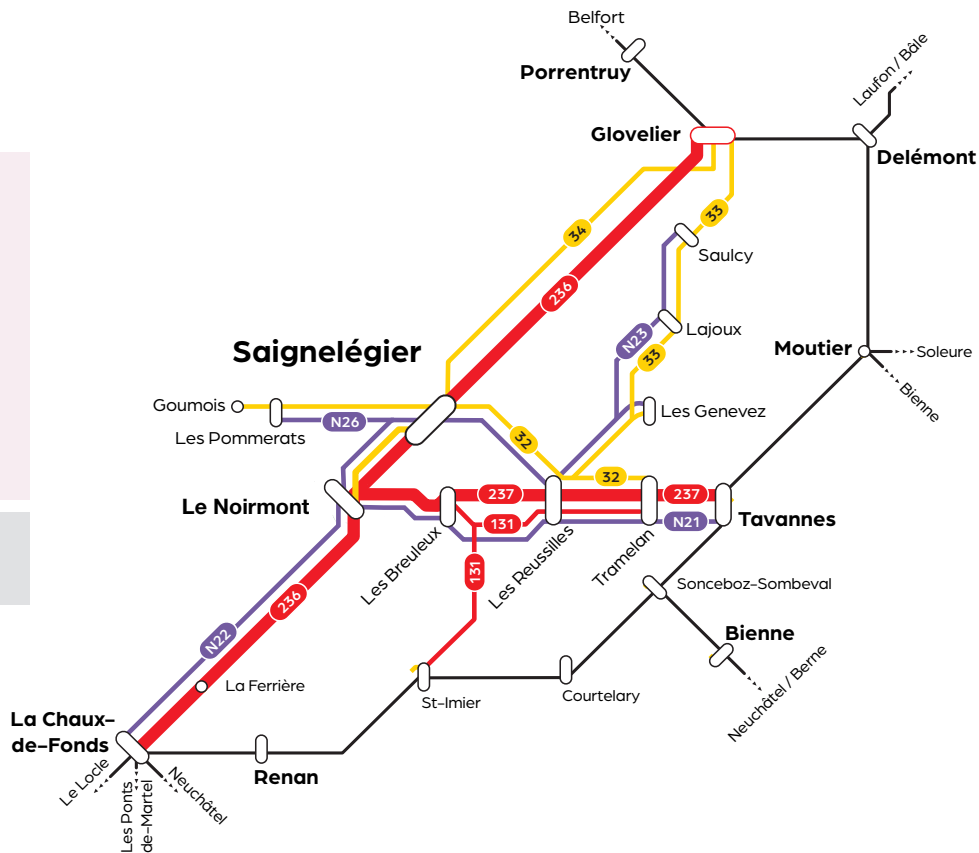 Belfort
Porrentruy
Laufon / Bâle
Glovelier
Delémont
33
34
Saulcy
236
Lajoux
N23
33
Moutier
Soleure
Bienne
Saignelégier
Goumois
Les Pommerats
N26
Les Genevez
32
32
Le Noirmont
237
237
131
N21
Tavannes
Les Breuleux
Les Reussilles
Tramelan
131
Sonceboz-Sombeval
236
N22
Bienne
La Ferrière
St-Imier
Courtelary
Neuchâtel / Berne
La Chaux-
de-Fonds
Renan
Le Locle
Les Ponts
de-Martel
Neuchâtel